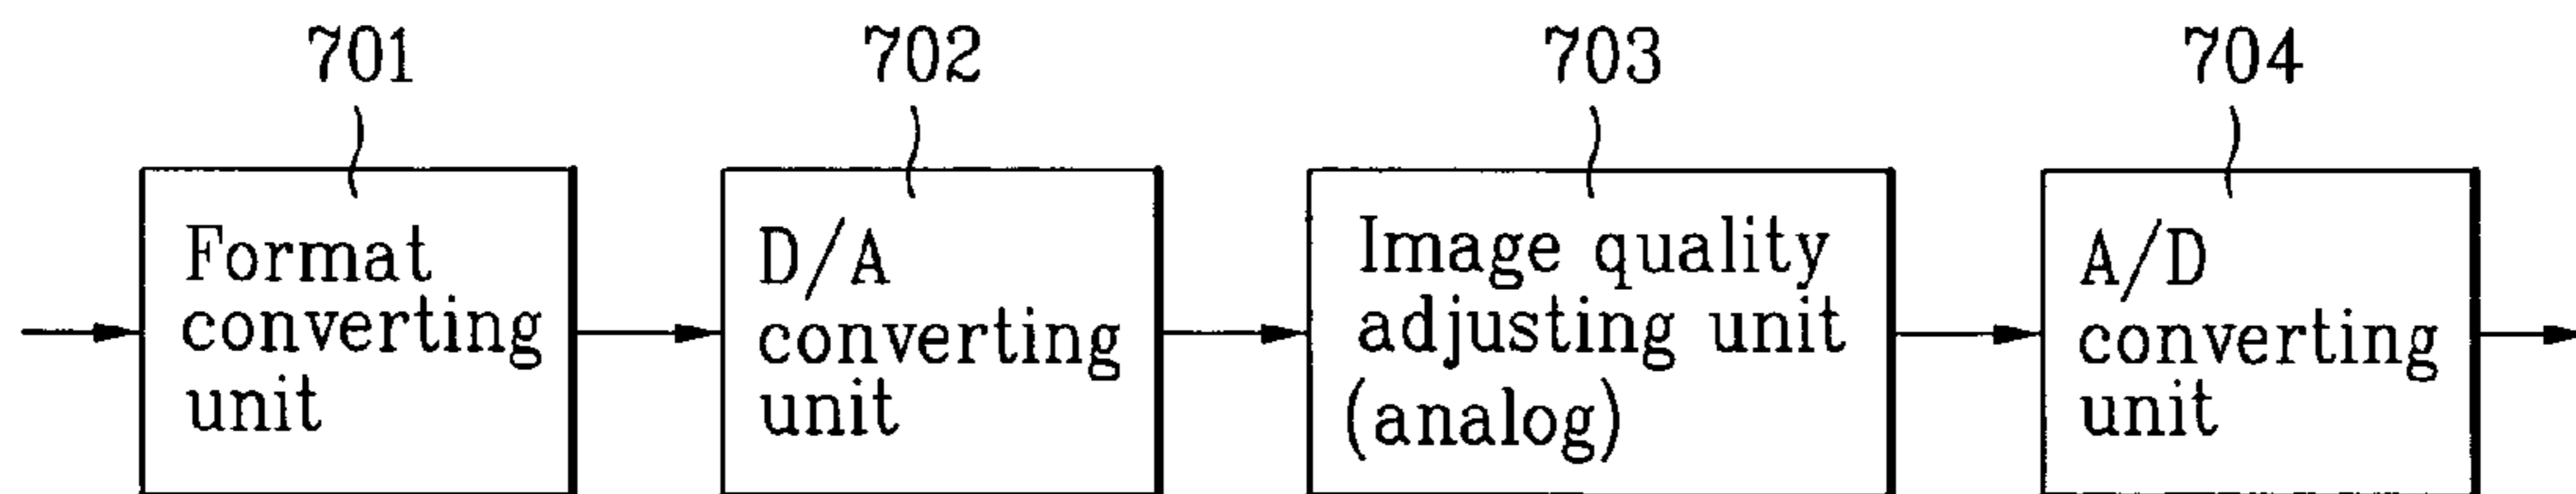 701
702
703
704
Format
converting
unit
D/A
converting
unit
Image quality
adjusting unit
(analog)
A/D
converting
unit